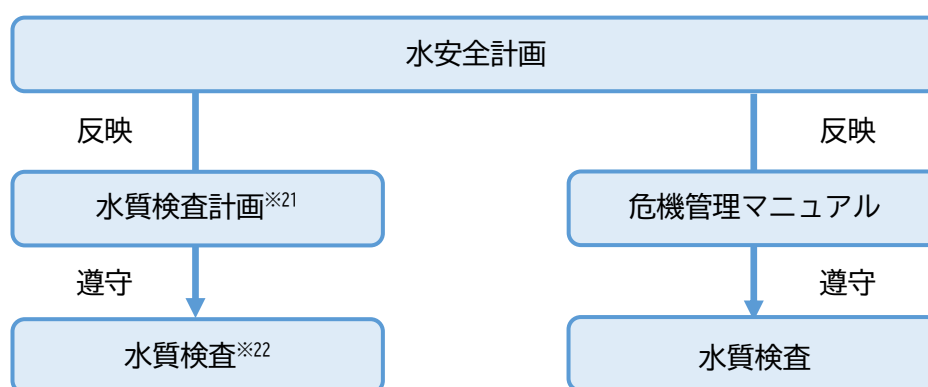 水安全計画
反映
反映
水質検査計画※21
危機管理マニュアル
遵守
遵守
水質検査※22
水質検査